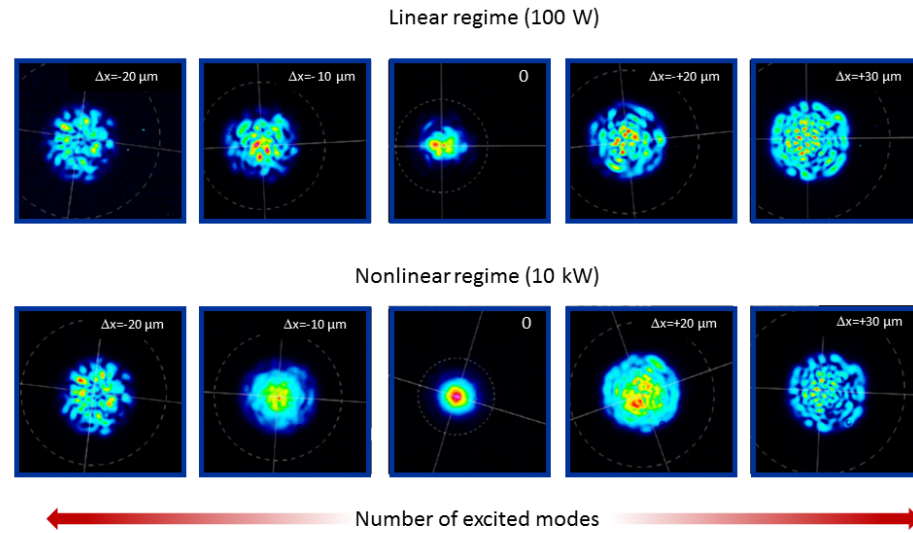 Linear regime (100 W)
Δx=-20 μm
Δx=- 10 μm
0
Δx=-+20 μm
Δx=+30 μm
Nonlinear regime (10 kW)
Δx=-20 μm
Δx=-10 μm
0
Δx=+20 μm
Δx=+30 μm
Number of excited modes